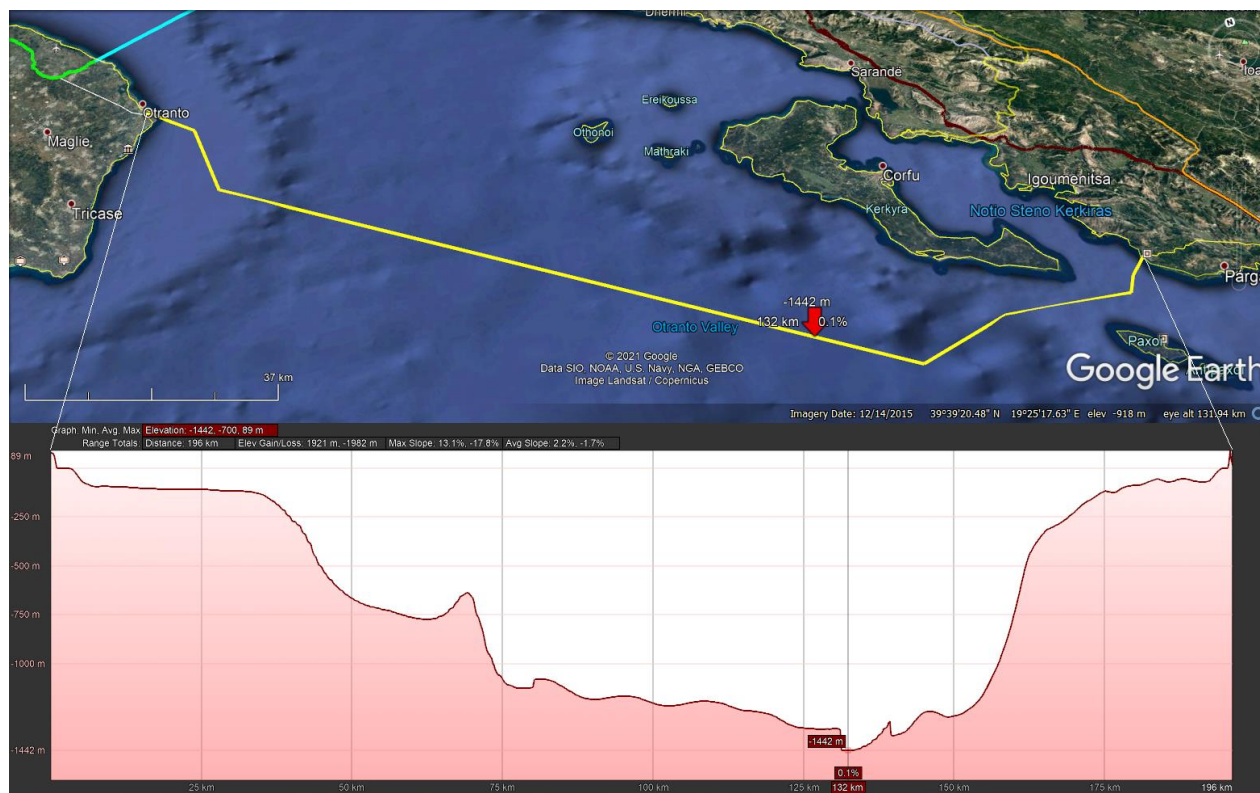 Dhërmi
Sarandë
Ereikoussa
Othonoi
Otranto
Maglie
Mathraki
Corfu
Igoumenitsa
Kerkyra
Notio Steno Kerkiras
Tricase
Párga
-1442 m
132 km 0.1%
Otranto Valley
Paxoi
© 2021 Google
Data SIO, NOAA, U.S. Navy, NGA, GEBCO
Image Landsat / Copernicus
Google Earth
37 km
Imagery Date: 12/14/2015 39°39'20.48" N 19°25'17.63" E elev -918 m eye alt 131.94 km
Graph: Min, Avg, Max Elevation: -1442, -700, 89 m
Range Totals: Distance: 196 km Elev Gain/Loss: 1921 m, -1982 m Max Slope: 13.1%, -17.8% Avg Slope: 2.2%, -1.7%
89 m
-250 m
-500 m
-750 m
-1000 m
-1442 m
-1442 m
0.1%
25 km 50 km 75 km 100 km 125 km 132 km 150 km 175 km 196 km